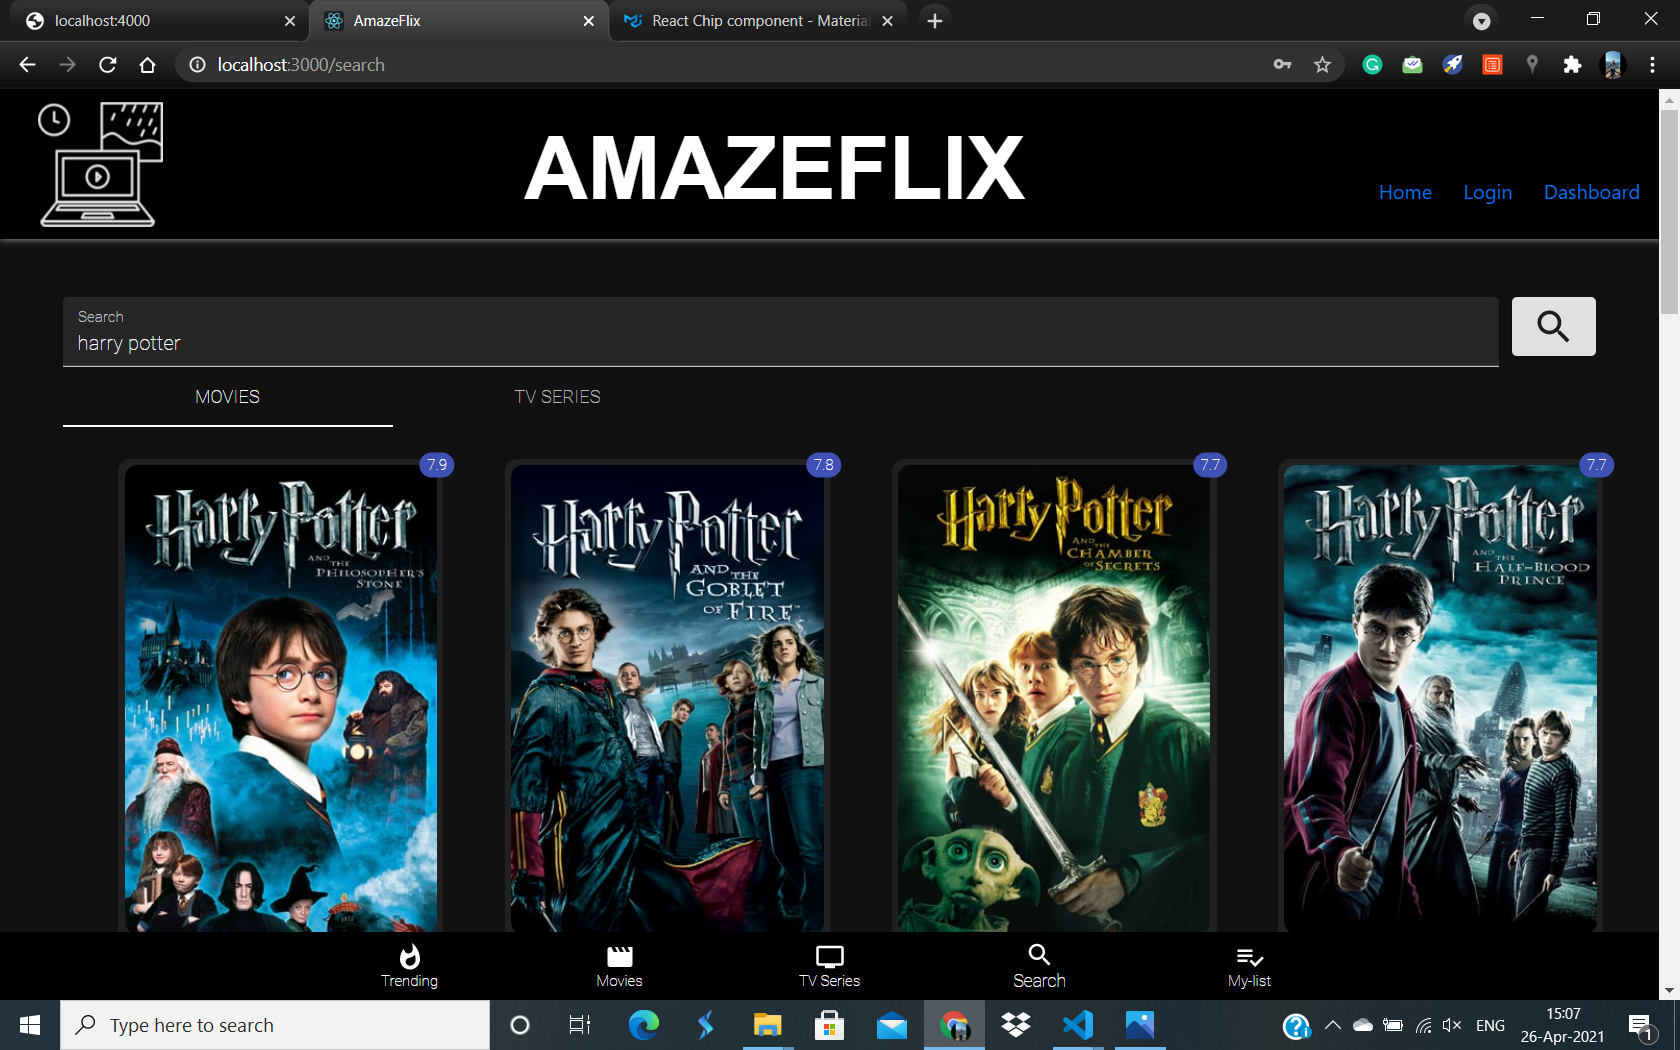 localhost:4000
AmazeFlix
React Chip component - Material
localhost:3000/search
AMAZEFLIX
Home Login Dashboard
Search
harry potter
MOVIES TV SERIES
7.9
7.8
7.7
7.7
Harry Potter
AND THE
PHILOSOPHER'S
STONE
Harry Potter
AND THE
GOBLET
OF FIRE™
Harry Potter
AND THE
CHAMBER
OF SECRETS
Harry Potter
AND THE
HALF-BLOOD
PRINCE
Trending Movies TV Series Search My-list
Type here to search
ENG
15:07
26-Apr-2021
1